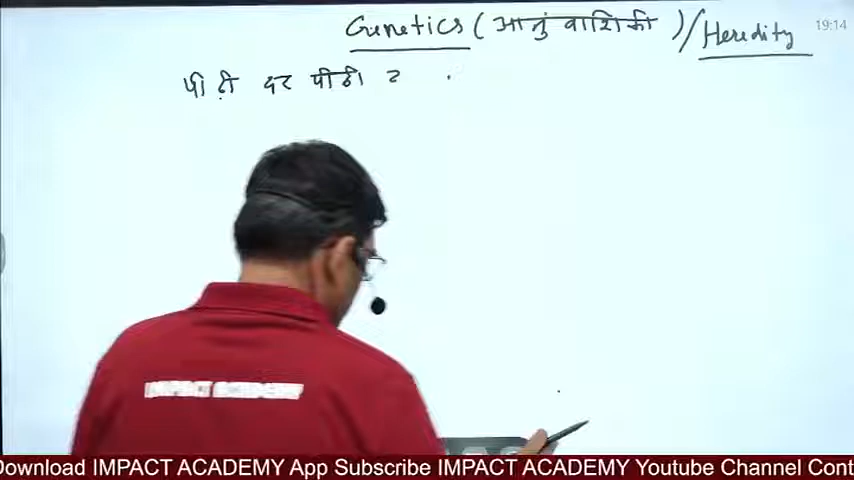 Genetics (आनुंवाशिकी) / Heredity
19:14
पीढी दर पीढी
IMPACT ACADEMY
Download IMPACT ACADEMY App Subscribe IMPACT ACADEMY YouTube Channel Cont